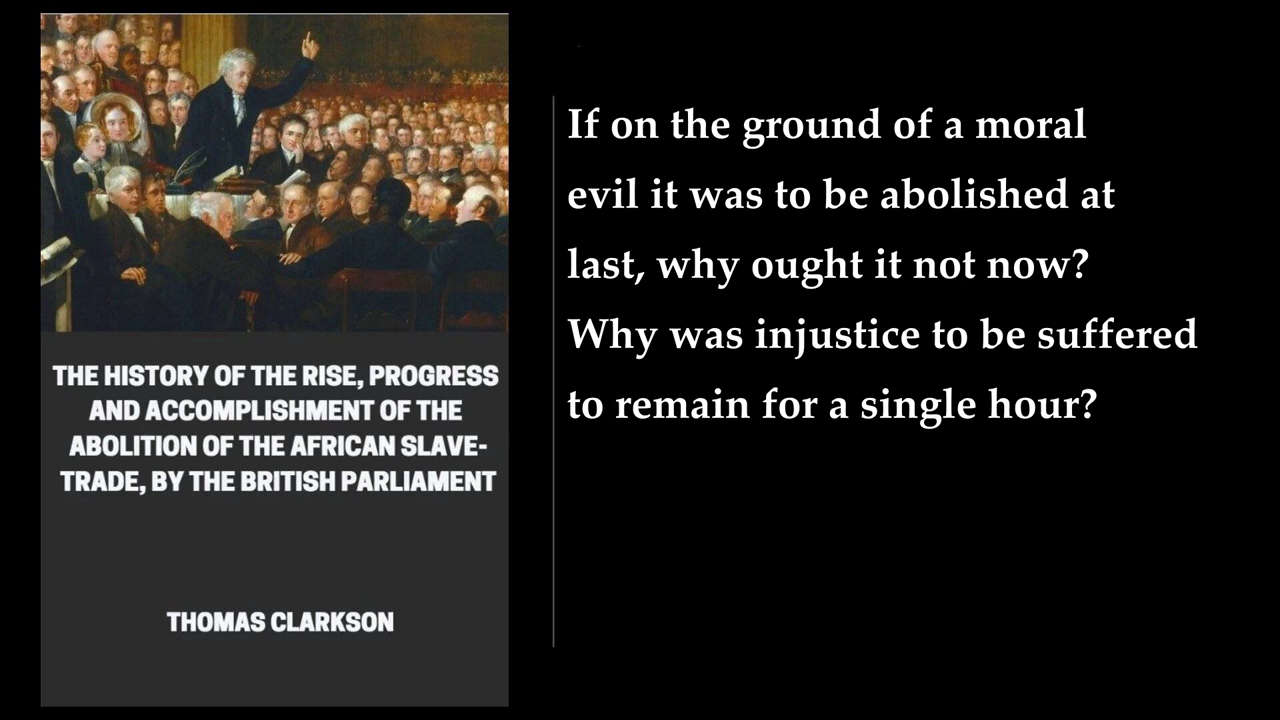 THE HISTORY OF THE RISE, PROGRESS
AND ACCOMPLISHMENT OF THE
ABOLITION OF THE AFRICAN SLAVE-
TRADE, BY THE BRITISH PARLIAMENT
THOMAS CLARKSON
If on the ground of a moral
evil it was to be abolished at
last, why ought it not now?
Why was injustice to be suffered
to remain for a single hour?